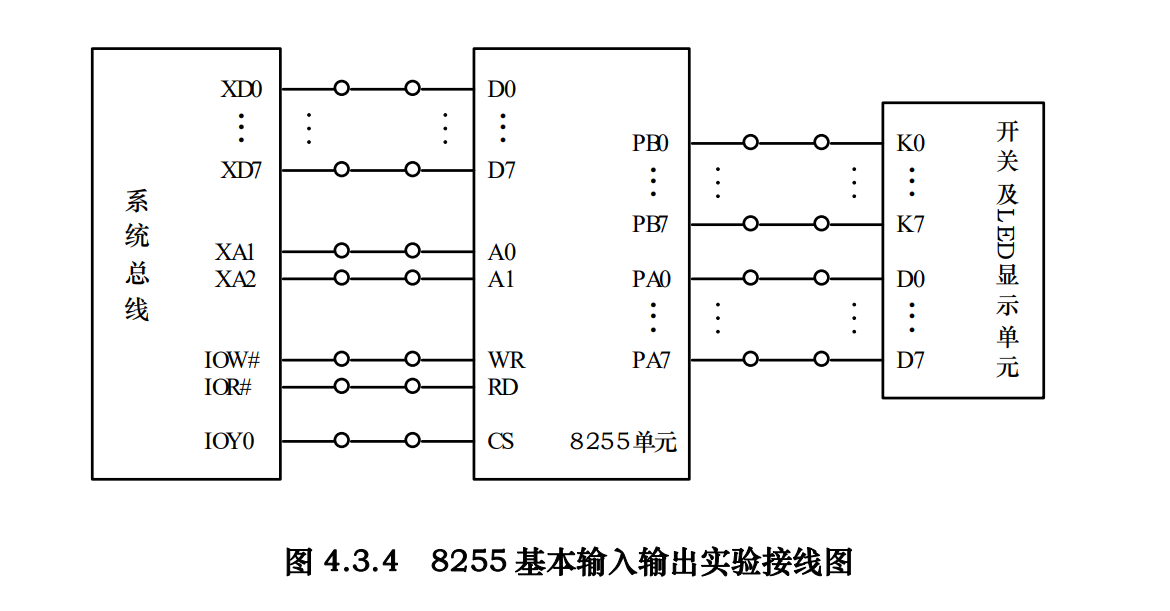 系统总线
XD0
XD7
XA1
XA2
IOW#
IOR#
IOY0
D0
D7
A0
A1
WR
RD
CS
PB0
PB7
PA0
PA7
8255单元
K0
K7
D0
D7
开关及LED显示单元
图 4.3.4 8255 基本输入输出实验接线图